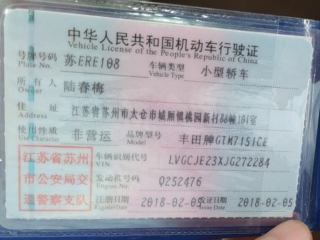 中华人民共和国机动车行驶证
Vehicle License of the People's Republic of China
号牌号码 苏ERE108 车辆类型 小型轿车
Plate No. Vehicle Type
所有人 陆春梅
Owner
住址 江苏省苏州市太仓市城厢镇桃园新村86幢101室
Address
使用性质 非营运 品牌型号 丰田牌GTM7151CE
Use Character Model
江苏省苏州 车辆识别代号 LVGCJE23XJG272284
VIN
市公安局交 发动机号码 Q252476
Engine No.
通警察支队 注册日期 2018-02-05 发证日期 2018-02-05
Register Date Issue Date